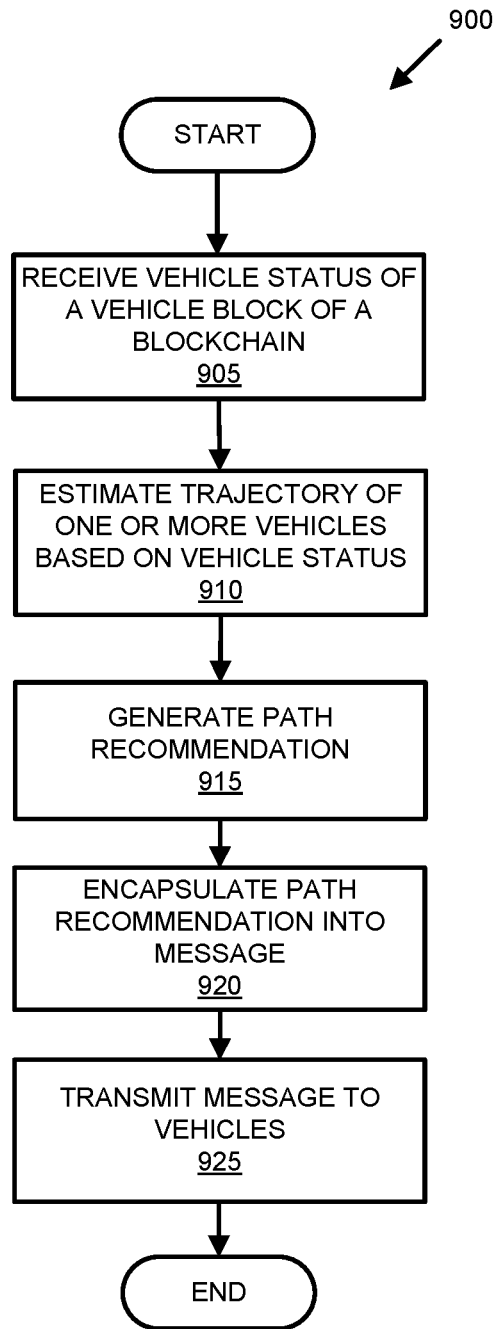 900
START
RECEIVE VEHICLE STATUS OF
A VEHICLE BLOCK OF A
BLOCKCHAIN
905
ESTIMATE TRAJECTORY OF
ONE OR MORE VEHICLES
BASED ON VEHICLE STATUS
910
GENERATE PATH
RECOMMENDATION
915
ENCAPSULATE PATH
RECOMMENDATION INTO
MESSAGE
920
TRANSMIT MESSAGE TO
VEHICLES
925
END